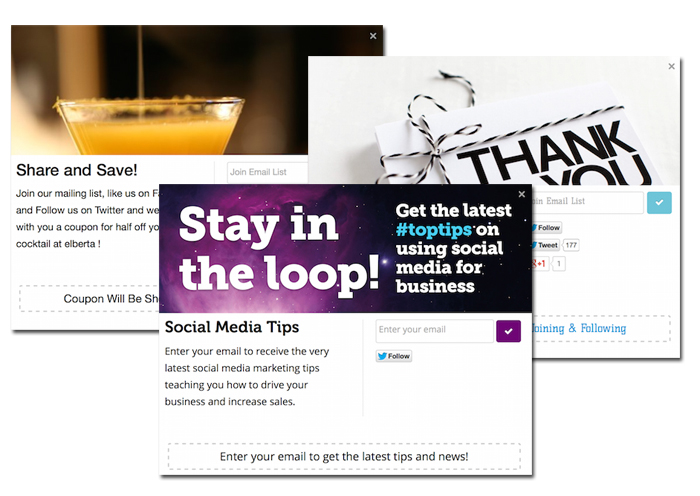 Share and Save!
Join Email List
Join our mailing list, like us on
and Follow us on Twitter and we
with you a coupon for half off
cocktail at elberta !
Coupon Will Be
THANK
YOU
Join Email List
Follow
Tweet 177
+1 1
Joining & Following
Stay in
the loop!
Get the latest
#toptips on
using social
media for
business
Social Media Tips
Enter your email to receive the very
latest social media marketing tips
teaching you how to drive your
business and increase sales.
Enter your email
Follow
Enter your email to get the latest tips and news!